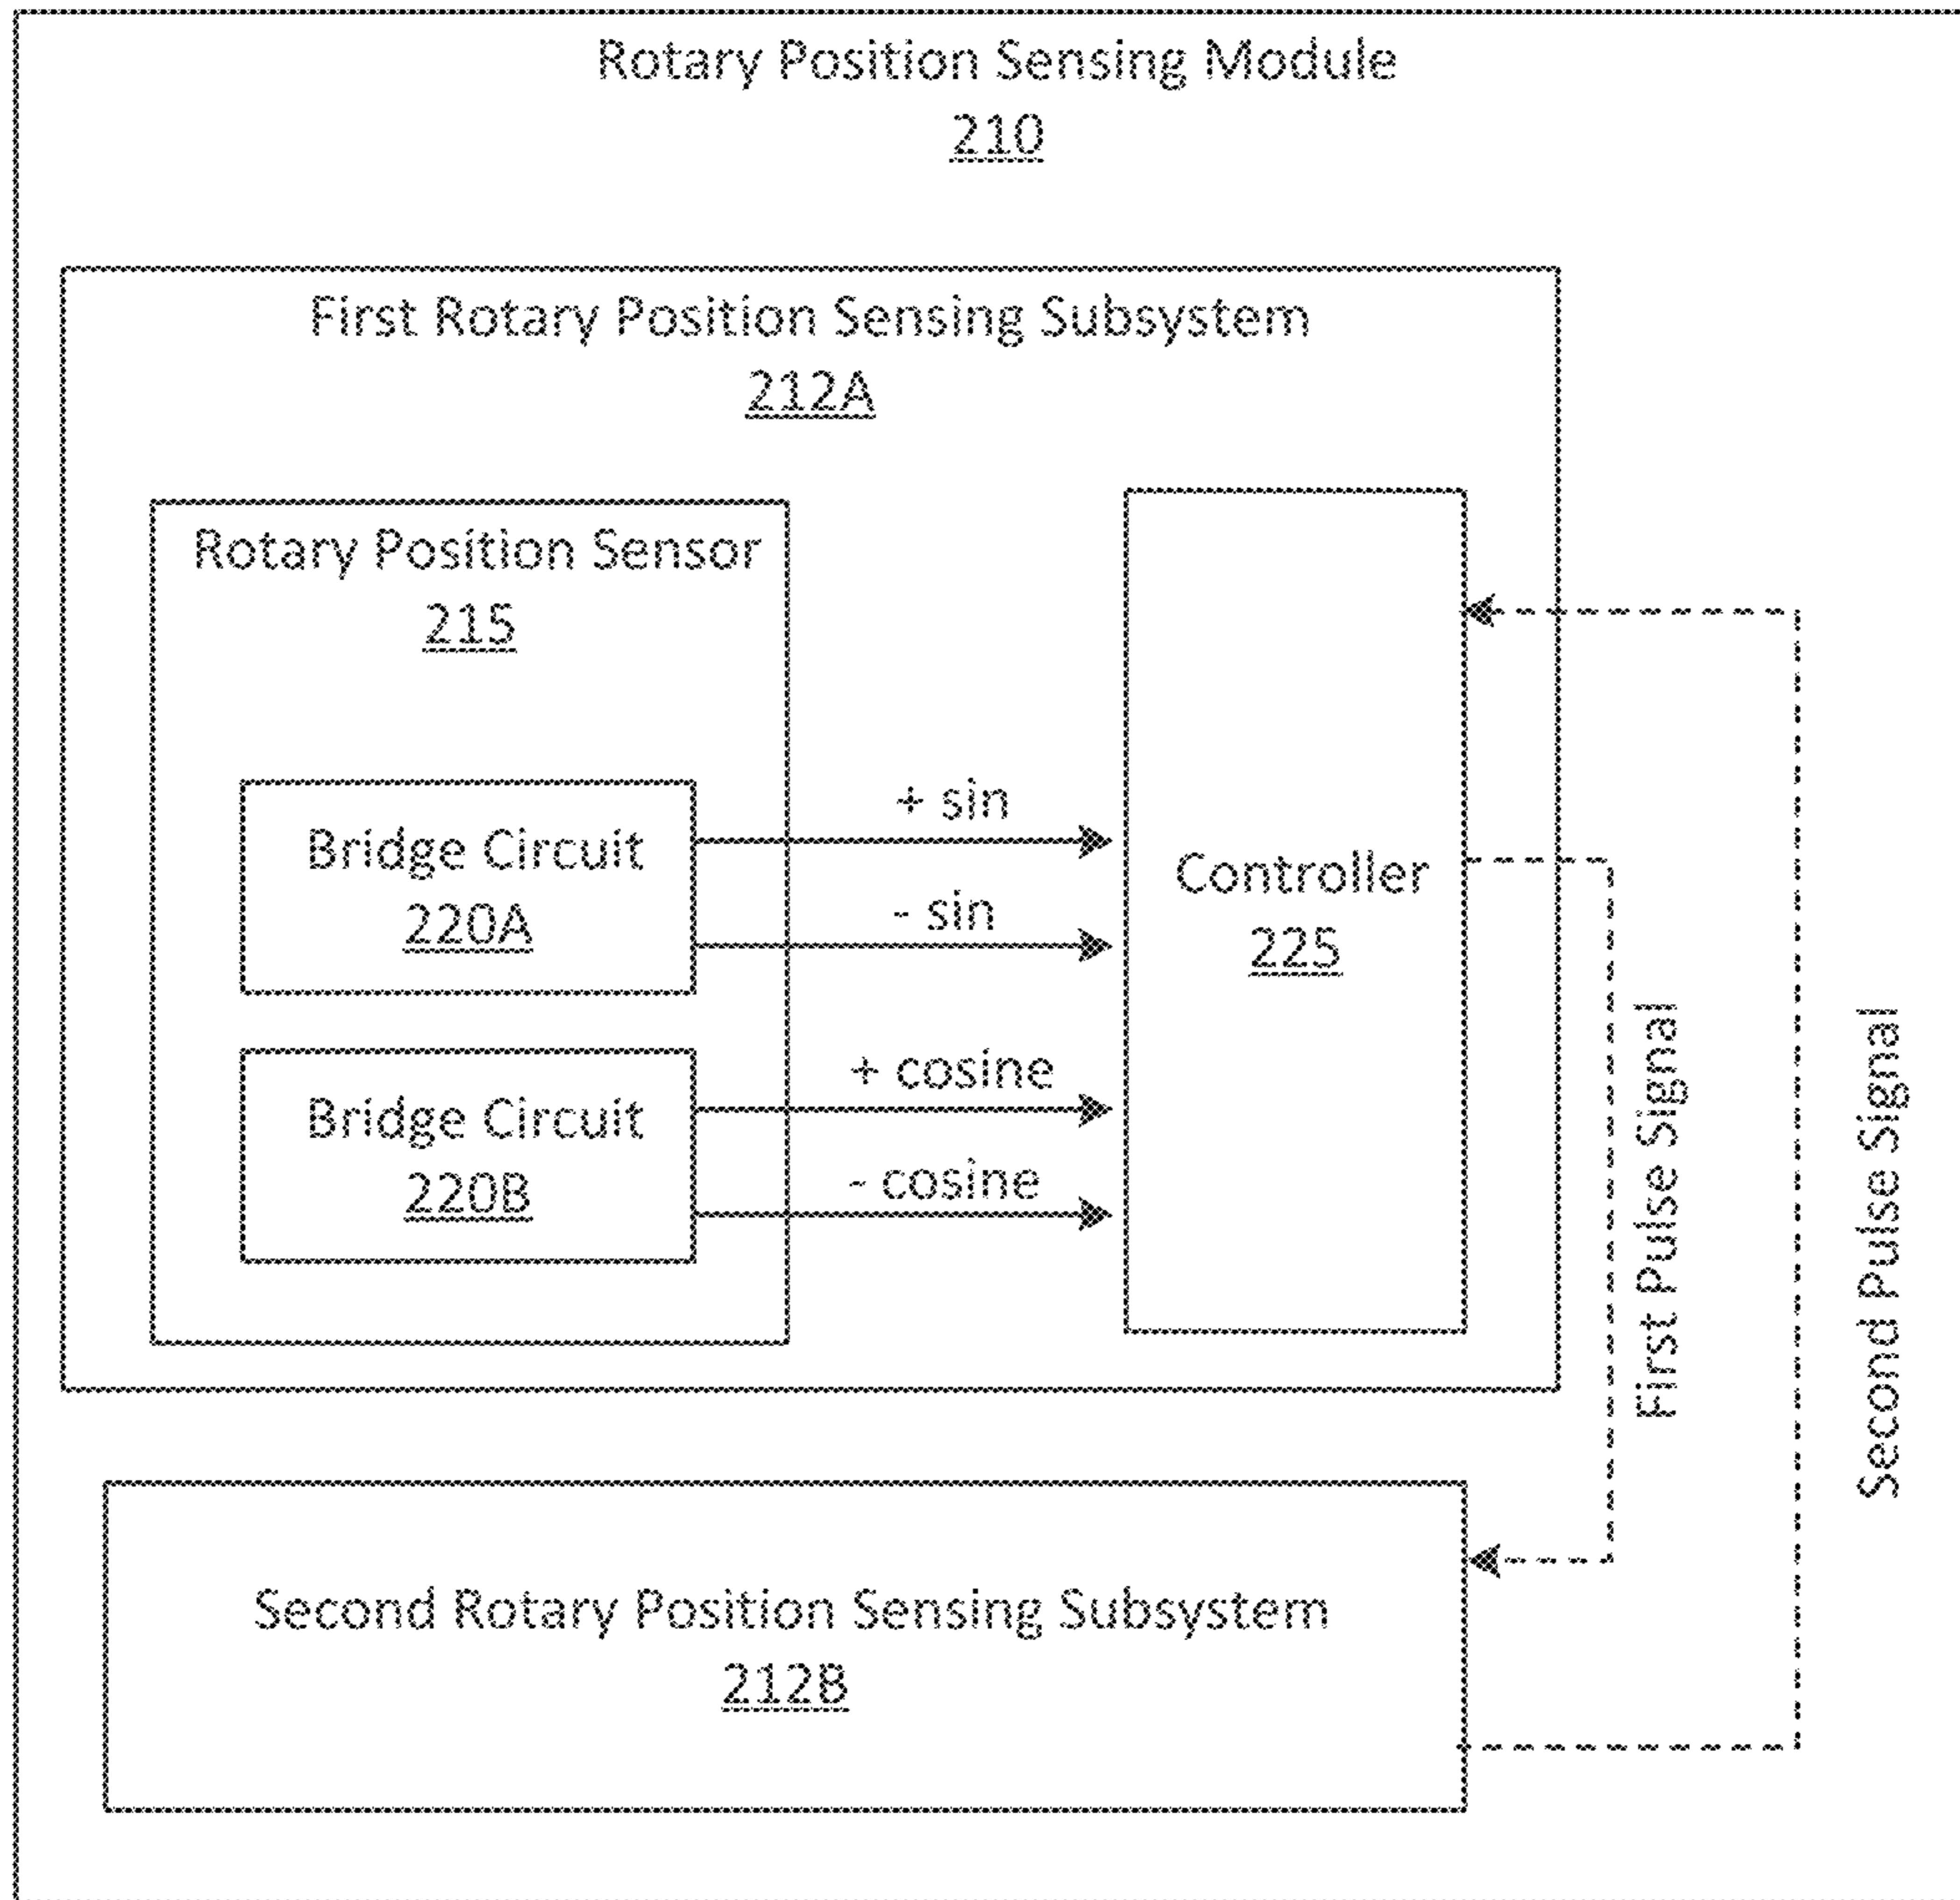 Rotary Position Sensing Module
210
First Rotary Position Sensing Subsystem
212A
Rotary Position Sensor
215
Bridge Circuit
220A
+ sin
- sin
Bridge Circuit
220B
+ cosine
- cosine
Controller
225
First Pulse Signal
Second Pulse Signal
Second Rotary Position Sensing Subsystem
212B